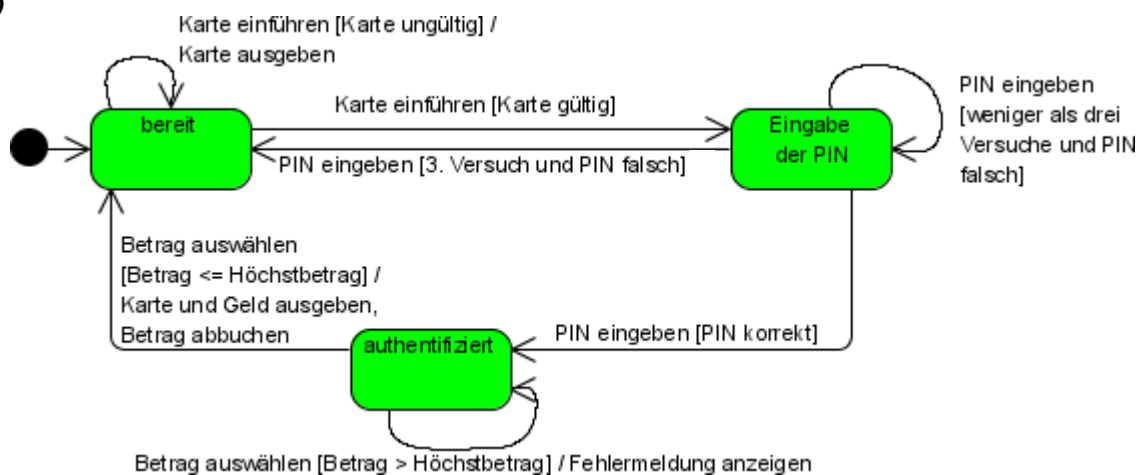 Karte einführen [Karte ungültig] /
Karte ausgeben
bereit
Karte einführen [Karte gültig]
PIN eingeben [3. Versuch und PIN falsch]
Eingabe
der PIN
PIN eingeben
[weniger als drei
Versuche und PIN
falsch]
Betrag auswählen
[Betrag <= Höchstbetrag] /
Karte und Geld ausgeben,
Betrag abbuchen
authentifiziert
PIN eingeben [PIN korrekt]
Betrag auswählen [Betrag > Höchstbetrag] / Fehlermeldung anzeigen